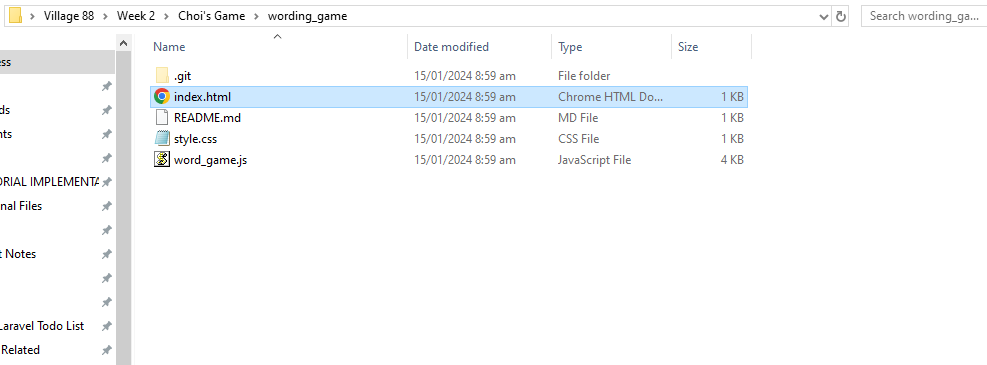 Village 88 > Week 2 > Choi's Game > wording_game
Search wording_ga...
Name Date modified Type Size
ess
.git 15/01/2024 8:59 am File folder
index.html 15/01/2024 8:59 am Chrome HTML Do... 1 KB
ds
README.md 15/01/2024 8:59 am MD File 1 KB
nts
style.css 15/01/2024 8:59 am CSS File 1 KB
word_game.js 15/01/2024 8:59 am JavaScript File 4 KB
ORIAL IMPLEMENTA
nal Files
t Notes
Laravel Todo List
Related